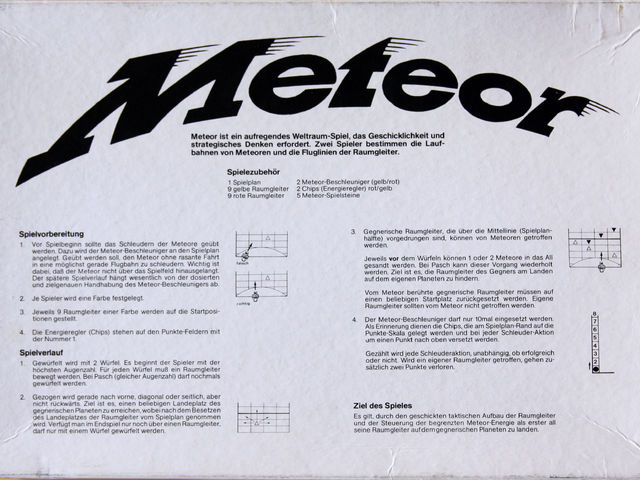 Meteor
Meteor ist ein aufregendes Weltraum-Spiel, das Geschicklichkeit und
strategisches Denken erfordert. Zwei Spieler bestimmen die Lauf-
bahnen von Meteoren und die Fluglinien der Raumgleiter.
Spielezubehör
1 Spielplan
9 gelbe Raumgleiter
9 rote Raumgleiter
2 Meteor-Beschleuniger (gelb/rot)
2 Chips (Energieregler) rot/gelb
5 Meteor-Spielsteine
Spielvorbereitung
1. Vor Spielbeginn sollte das Schleudern der Meteore geübt
werden. Dazu wird der Meteor-Beschleuniger an den Spielplan
angelegt. Geübt werden soll, den Meteor ohne rasante Fahrt
in eine möglichst gerade Flugbahn zu schleudern. Wichtig ist
dabei, daß der Meteor nicht über das Spielfeld hinausgelangt.
Der spätere Spielverlauf hängt wesentlich von der dosierten
und zielgenauen Handhabung des Meteor-Beschleunigers ab.
2. Je Spieler wird eine Farbe festgelegt.
3. Jeweils 9 Raumgleiter einer Farbe werden auf die Startposi-
tionen gestellt.
4. Die Energieregler (Chips) stehen auf den Punkte-Feldern mit
der Nummer 1.
falsch
richtig
Spielverlauf
1. Gewürfelt wird mit 2 Würfel. Es beginnt der Spieler mit der
höchsten Augenzahl. Für jeden Würfel muß ein Raumgleiter
bewegt werden. Bei Pasch (gleicher Augenzahl) darf nochmals
gewürfelt werden.
2. Gezogen wird gerade nach vorne, diagonal oder seitlich, aber
nicht rückwärts. Ziel ist es, einen beliebigen Landeplatz des
gegnerischen Planeten zu erreichen, wobei nach dem Besetzen
des Landeplatzes der Raumgleiter vom Spielplan genommen
wird. Verfügt man im Endspiel nur noch über einen Raumgleiter,
darf nur mit einem Würfel gewürfelt werden.
3. Gegnerische Raumgleiter, die über die Mittellinie (Spielplan-
hälfte) vorgedrungen sind, können von Meteoren getroffen
werden.
Jeweils vor dem Würfeln können 1 oder 2 Meteore in das All
gesandt werden. Bei Pasch kann dieser Vorgang wiederholt
werden. Ziel ist es, die Raumgleiter des Gegners am Landen
auf dem eigenen Planeten zu hindern.
Vom Meteor berührte gegnerische Raumgleiter müssen auf
einen beliebigen Startplatz zurückgesetzt werden. Eigene
Raumgleiter sollten vom Meteor nicht getroffen werden.
4. Der Meteor-Beschleuniger darf nur 10mal eingesetzt werden.
Als Erinnerung dienen die Chips, die am Spielplan-Rand auf die
Punkte-Skala gelegt werden und bei jeder Schleuder-Aktion
um einen Punkt nach oben versetzt werden.
Gezählt wird jede Schleuderaktion, unabhängig, ob erfolgreich
oder nicht. Wird ein eigener Raumgleiter getroffen, gehen zu-
sätzlich zwei Punkte verloren.
8
7
6
5
4
3
2
Ziel des Spieles
Es gilt, durch den geschickten taktischen Aufbau der Raumgleiter
und der Steuerung der begrenzten Meteor-Energie als erster all
seine Raumgleiter auf dem gegnerischen Planeten zu landen.